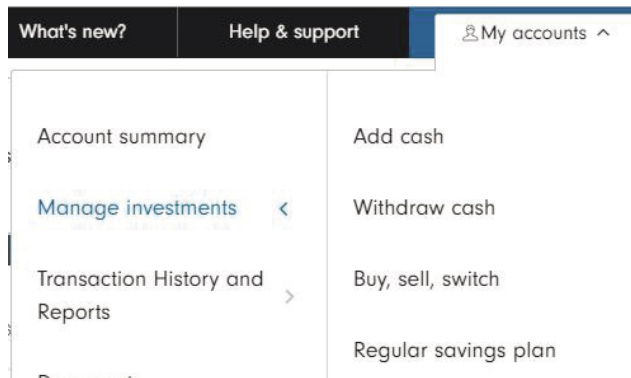 What's new?
Help & support
My accounts
Account summary
Add cash
Manage investments
Withdraw cash
Transaction History and
Reports
Buy, sell, switch
Regular savings plan